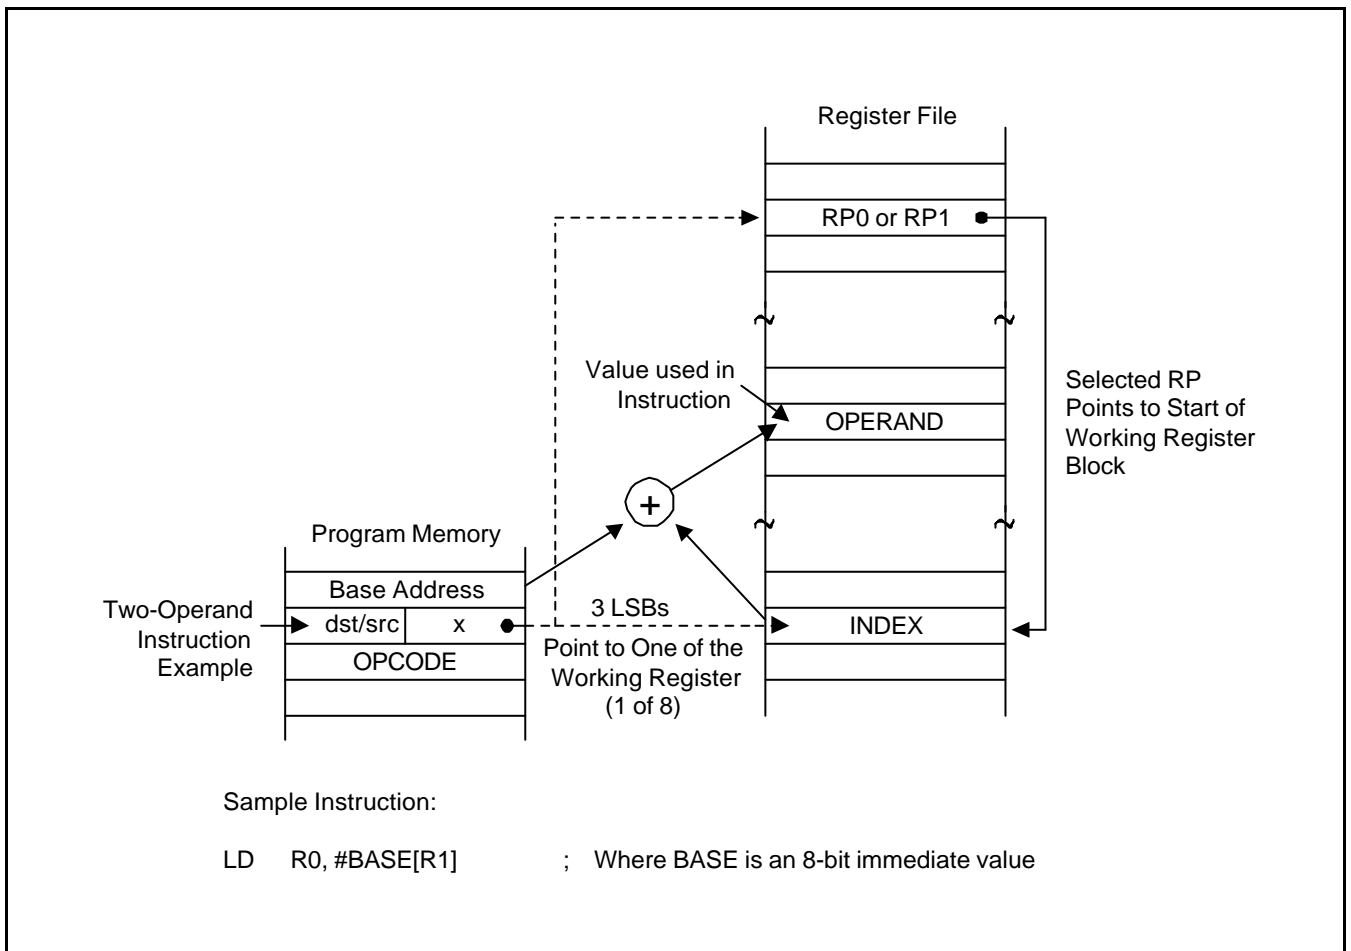 Register File
RP0 or RP1
Value used in
Instruction
OPERAND
Selected RP
Points to Start of
Working Register
Block
+
Program Memory
Base Address
Two-Operand
Instruction
Example
dst/src
x
3 LSBs
INDEX
OPCODE
Point to One of the
Working Register
(1 of 8)
Sample Instruction:
LD R0, #BASE[R1] ; Where BASE is an 8-bit immediate value